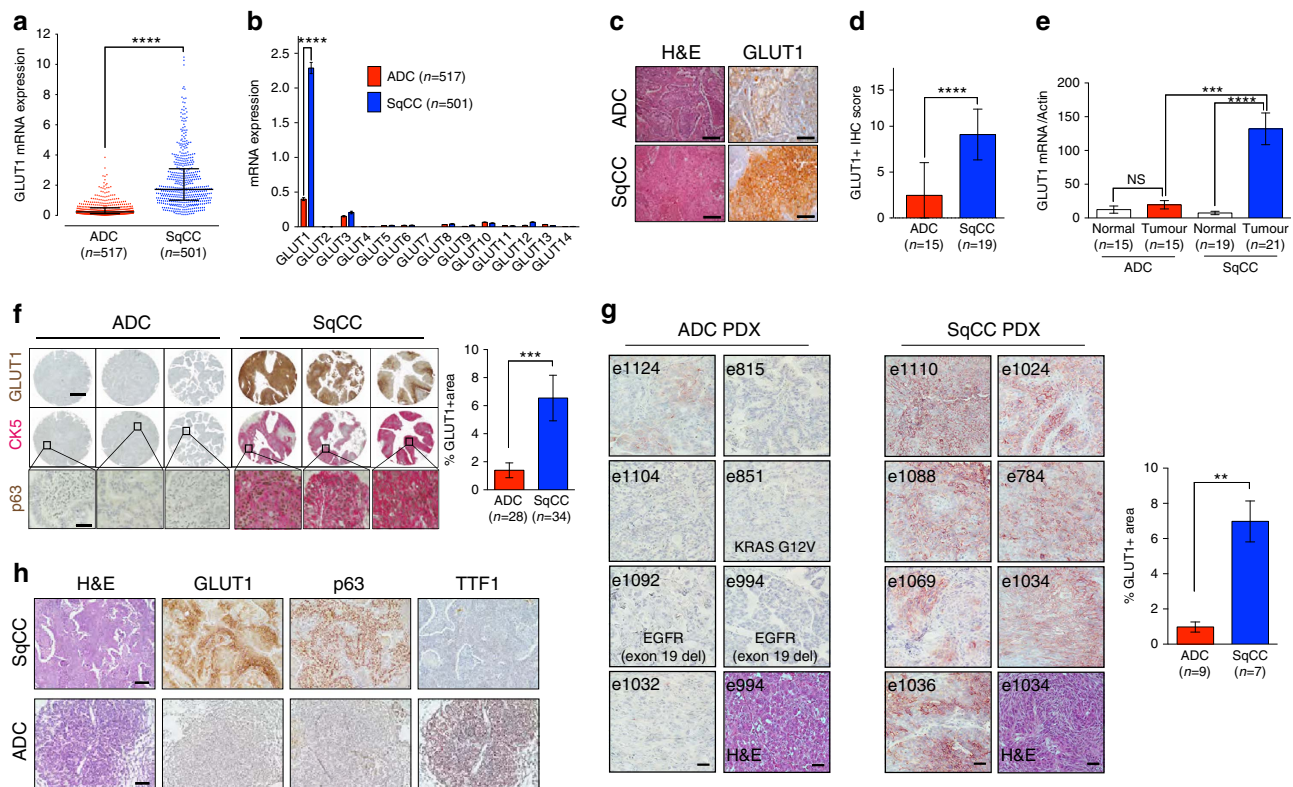 a
GLUT1 mRNA expression
12
10
8
6
4
2
0
****
ADC
(n=517)
SqCC
(n=501)
b
mRNA expression
2.5
2.0
1.5
1.0
0.5
0
****
ADC (n=517)
SqCC (n=501)
GLUT1
GLUT2
GLUT3
GLUT4
GLUT5
GLUT6
GLUT7
GLUT8
GLUT9
GLUT10
GLUT11
GLUT12
GLUT13
GLUT14
c
H&E GLUT1
ADC
SqCC
d
GLUT1+ IHC score
15
10
5
0
****
ADC
(n=15)
SqCC
(n=19)
e
GLUT1 mRNA /Actin
200
150
100
50
0
***
****
NS
Normal Tumour Normal Tumour
(n=15) (n=15) (n=19) (n=21)
ADC SqCC
f
ADC SqCC
GLUT1
CK5
p63
% GLUT1+area
10
8
6
4
2
0
***
ADC
(n=28)
SqCC
(n=34)
g
ADC PDX
e1124 e815
e1104 e851
KRAS G12V
e1092 e994
EGFR
(exon 19 del)
EGFR
(exon 19 del)
e1032 e994
H&E
SqCC PDX
e1110 e1024
e1088 e784
e1069 e1034
e1036 e1034
H&E
% GLUT1+ area
10
8
6
4
2
0
**
ADC
(n=9)
SqCC
(n=7)
h
H&E GLUT1 p63 TTF1
SqCC
ADC